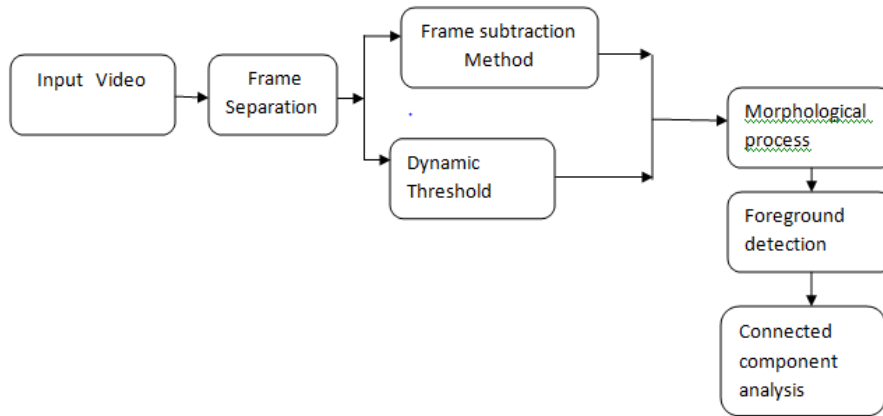 Input Video
Frame
Separation
Frame subtraction
Method
Dynamic
Threshold
Morphological
process
Foreground
detection
Connected
component
analysis